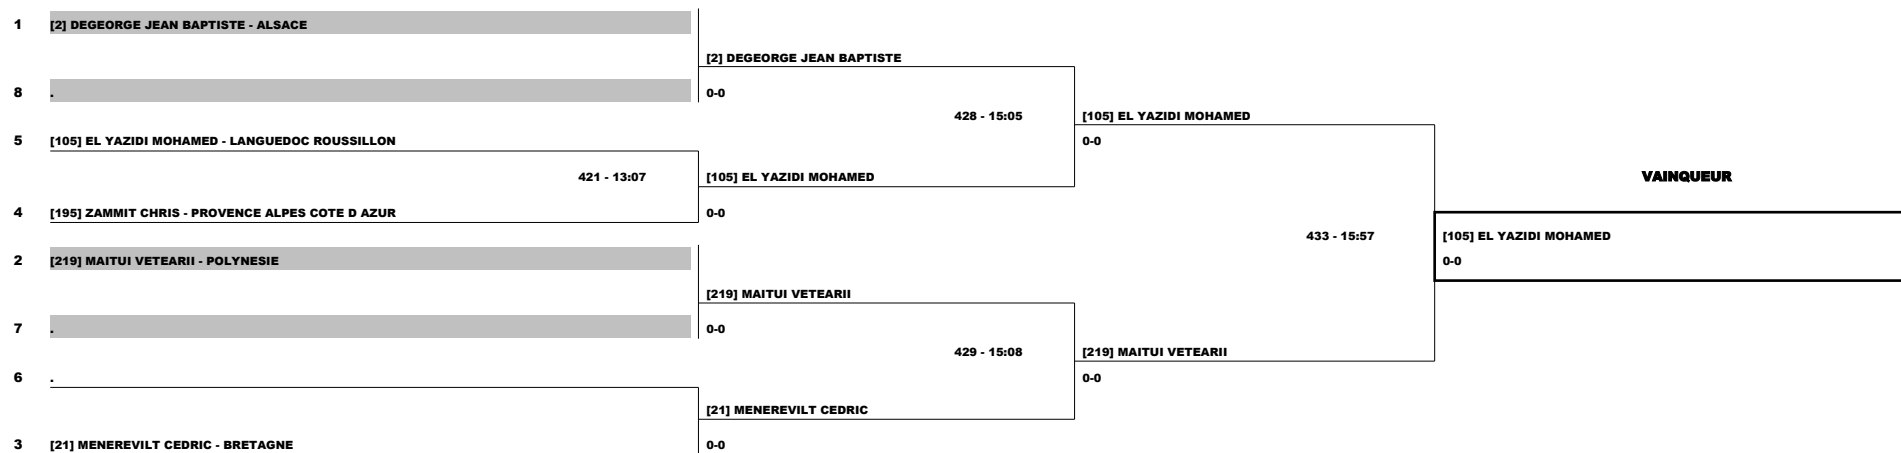 1 [2] DEGEORGE JEAN BAPTISTE - ALSACE
[2] DEGEORGE JEAN BAPTISTE
8 .
0-0
428 - 15:05
[105] EL YAZIDI MOHAMED
5 [105] EL YAZIDI MOHAMED - LANGUEDOC ROUSSILLON
0-0
421 - 13:07
[105] EL YAZIDI MOHAMED
VAINQUEUR
4 [195] ZAMMIT CHRIS - PROVENCE ALPES COTE D AZUR
0-0
433 - 15:57
[105] EL YAZIDI MOHAMED
2 [219] MAITUI VETEARII - POLYNESIE
0-0
[219] MAITUI VETEARII
7 .
0-0
429 - 15:08
[219] MAITUI VETEARII
6 .
0-0
[21] MENEREVILT CEDRIC
3 [21] MENEREVILT CEDRIC - BRETAGNE
0-0